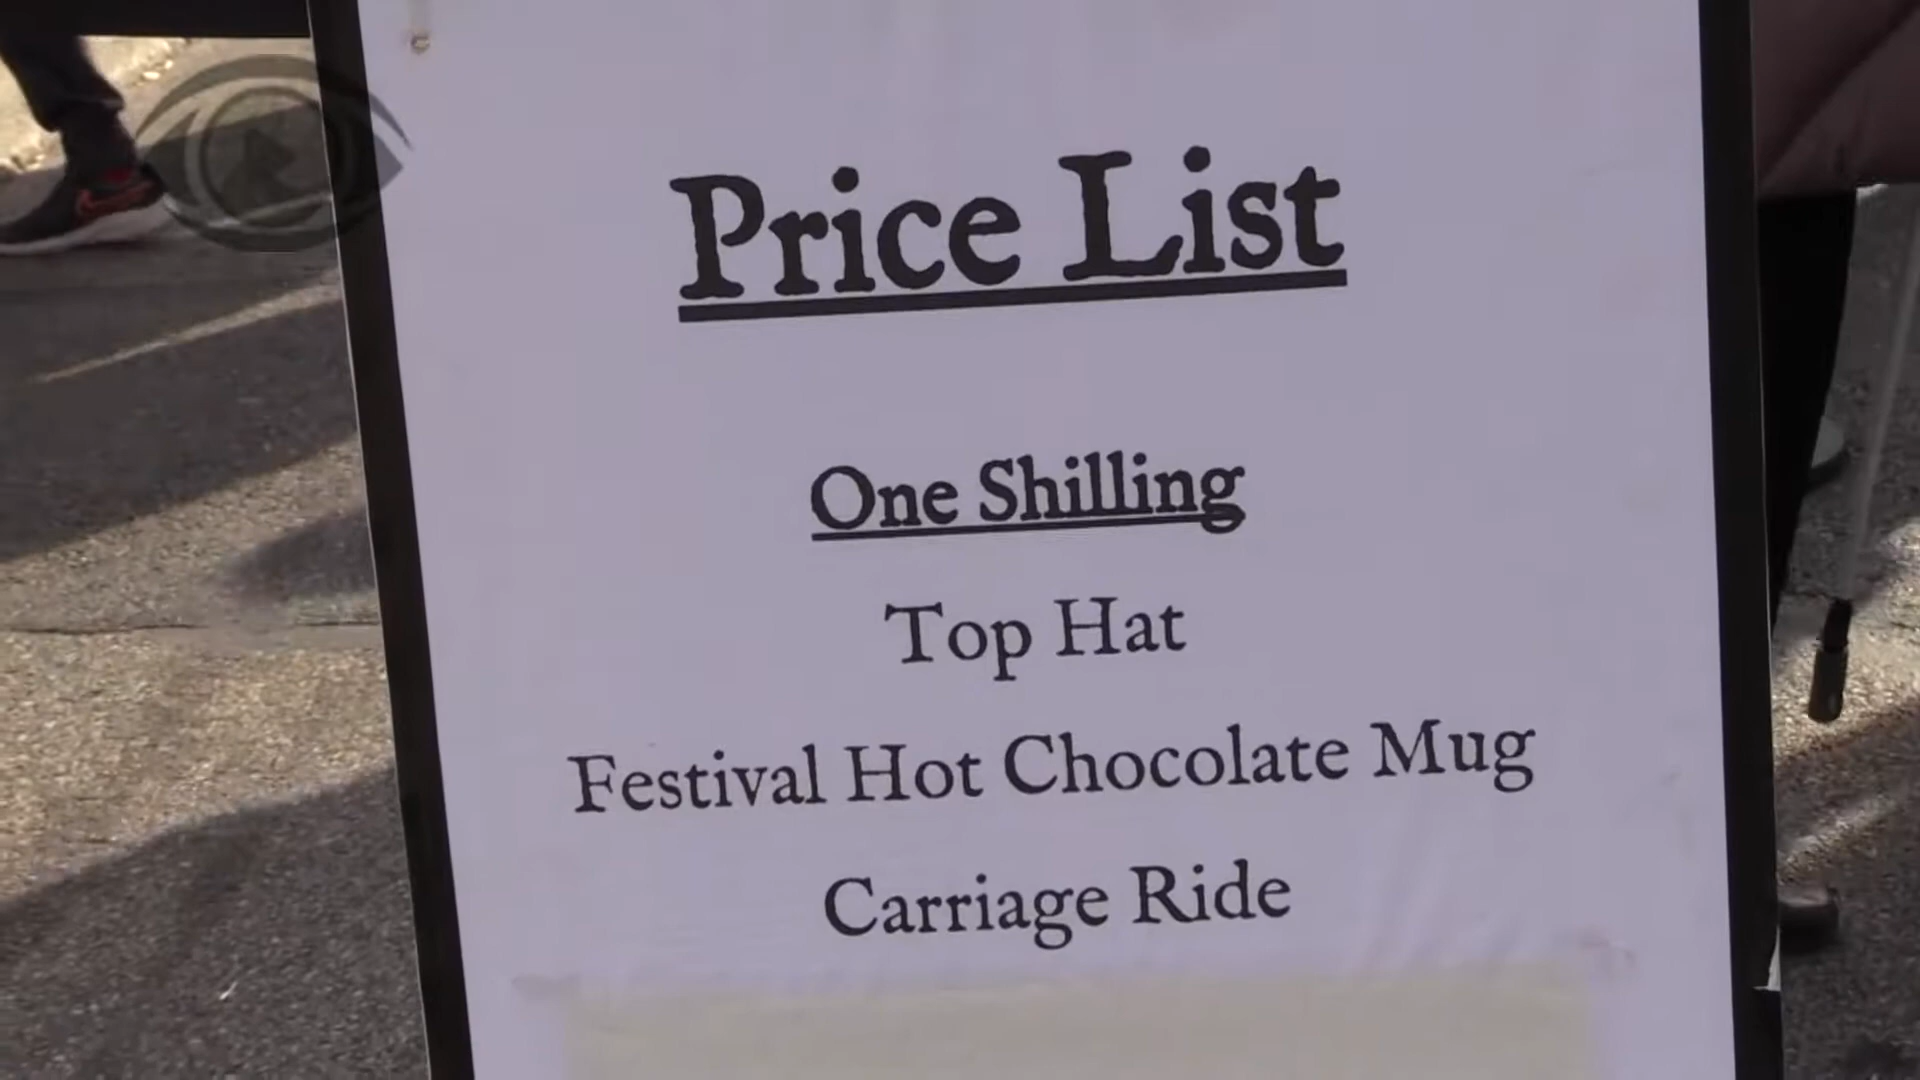 Price List
One Shilling
Top Hat
Festival Hot Chocolate Mug
Carriage Ride